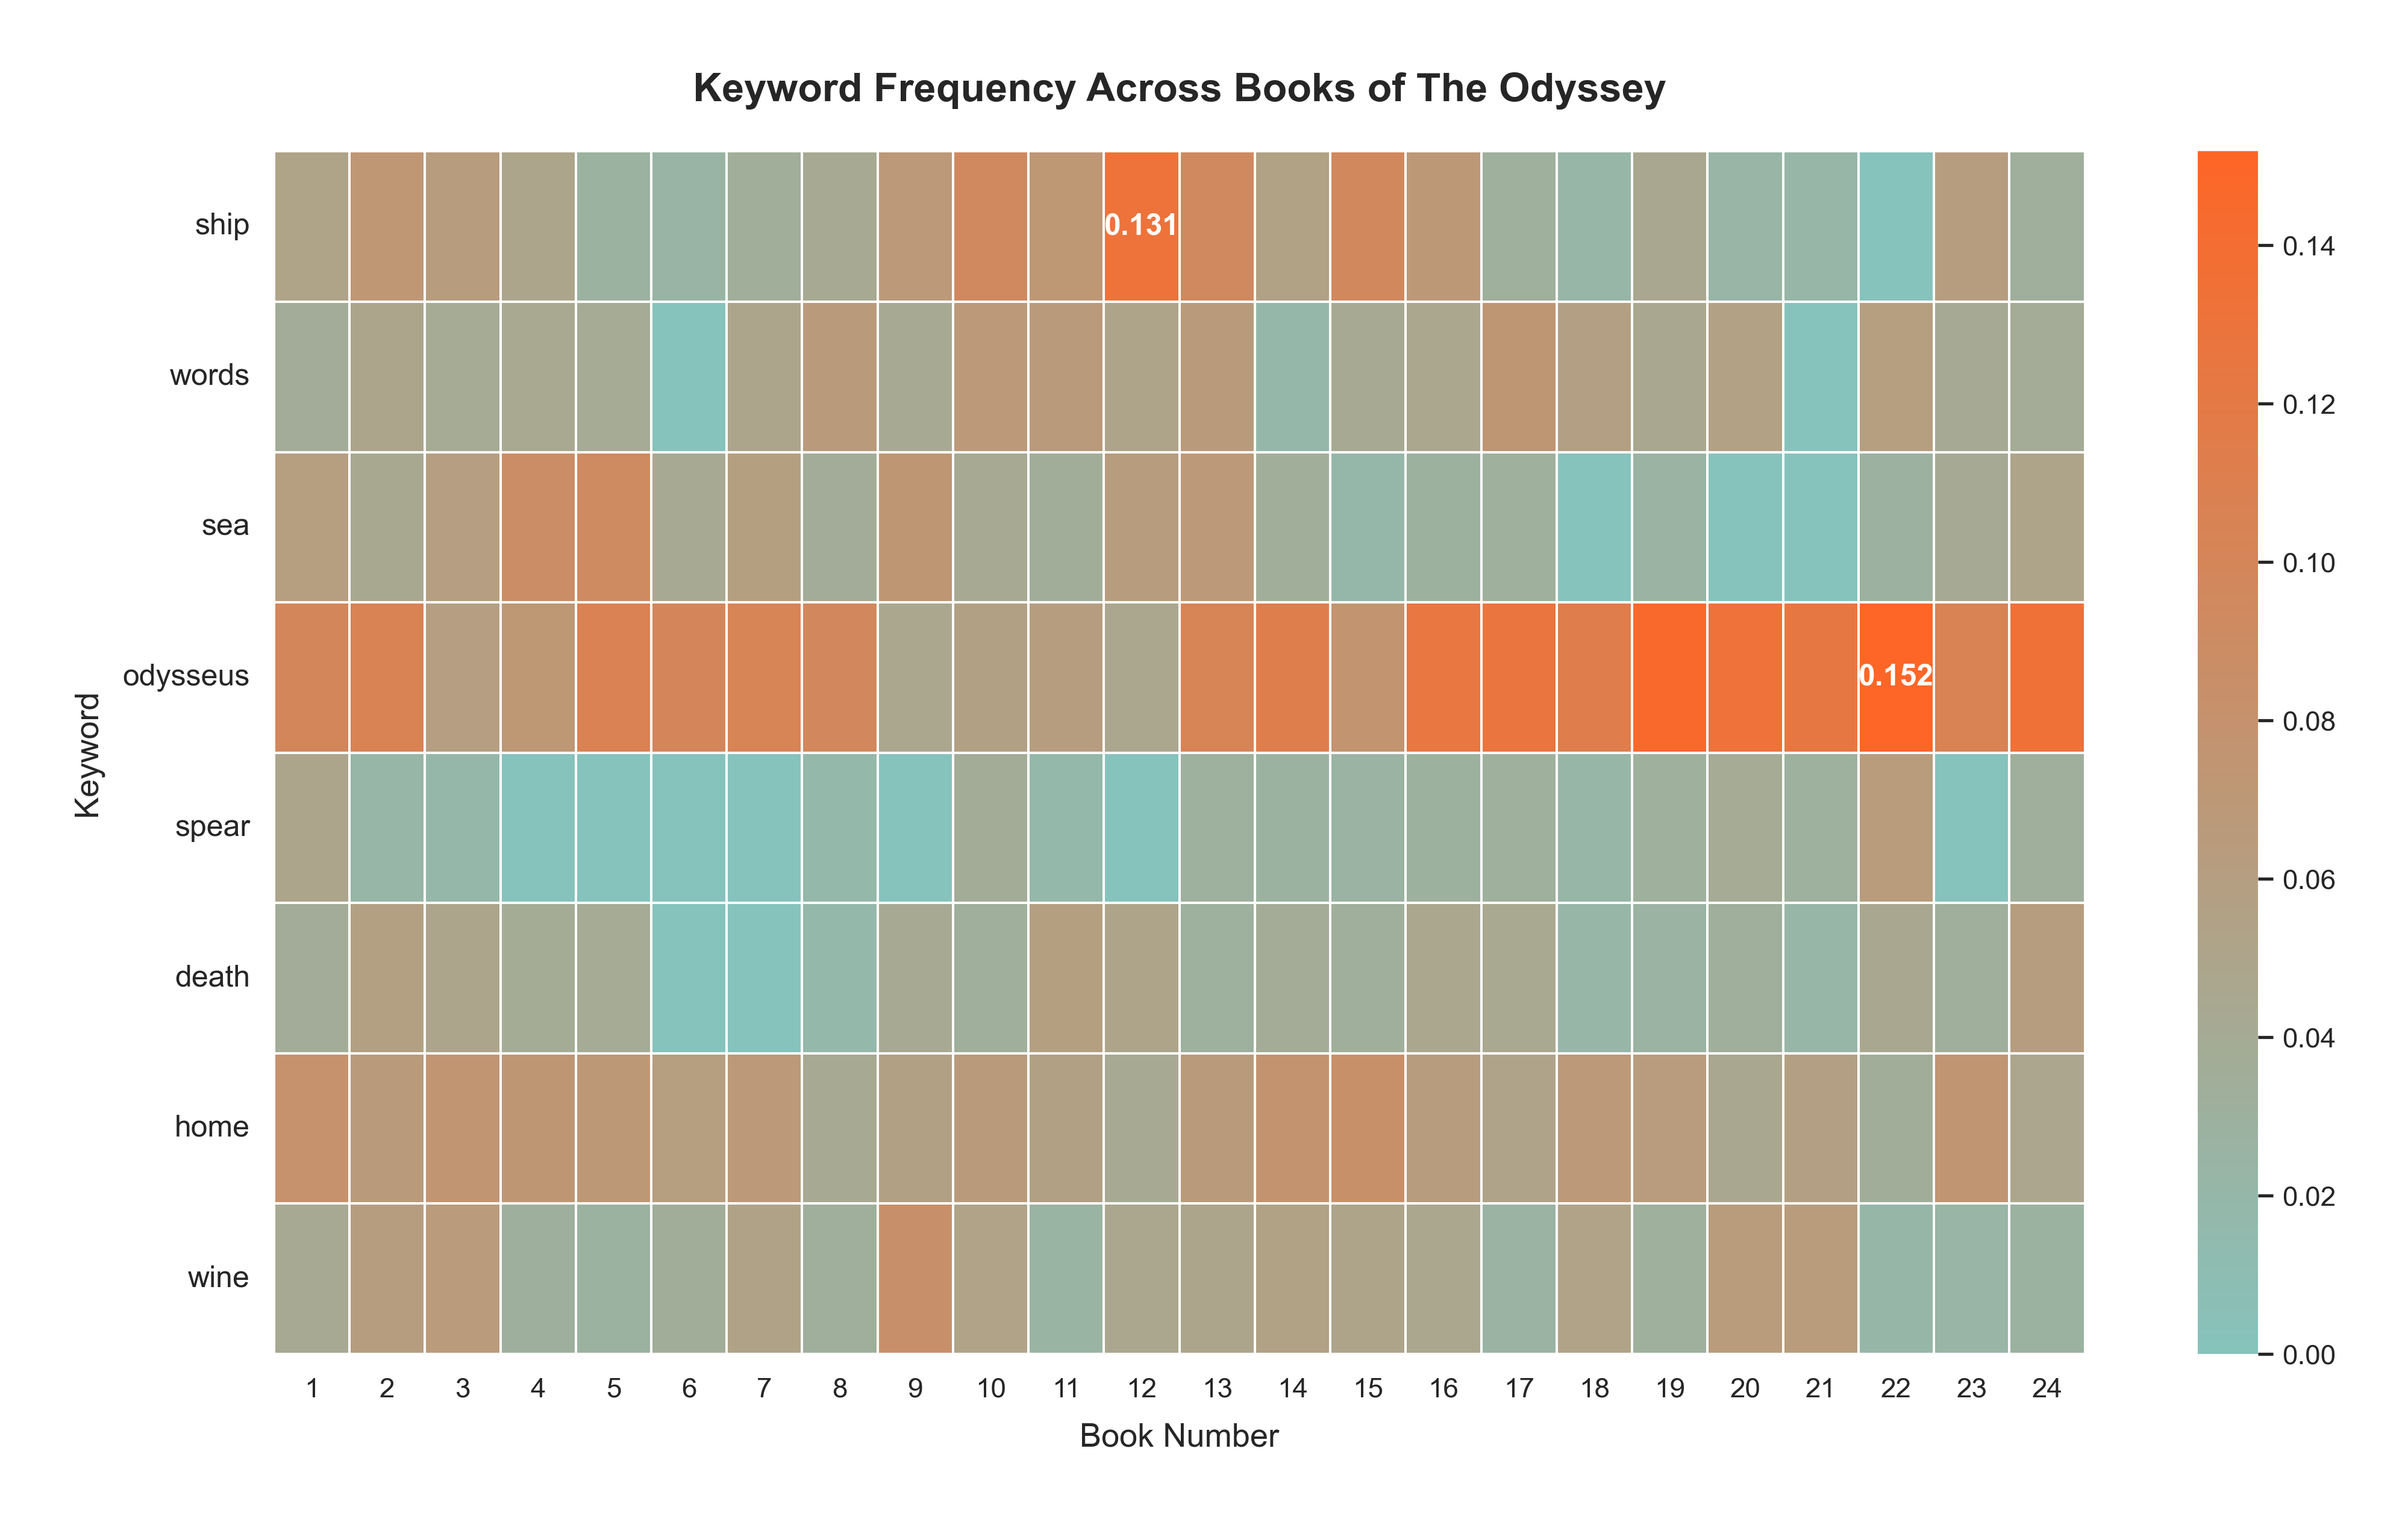 Keyword Frequency Across Books of The Odyssey
Keyword
ship
words
sea
odysseus
spear
death
home
wine
0.131
0.152
1 2 3 4 5 6 7 8 9 10 11 12 13 14 15 16 17 18 19 20 21 22 23 24
Book Number
0.14
0.12
0.10
0.08
0.06
0.04
0.02
0.00